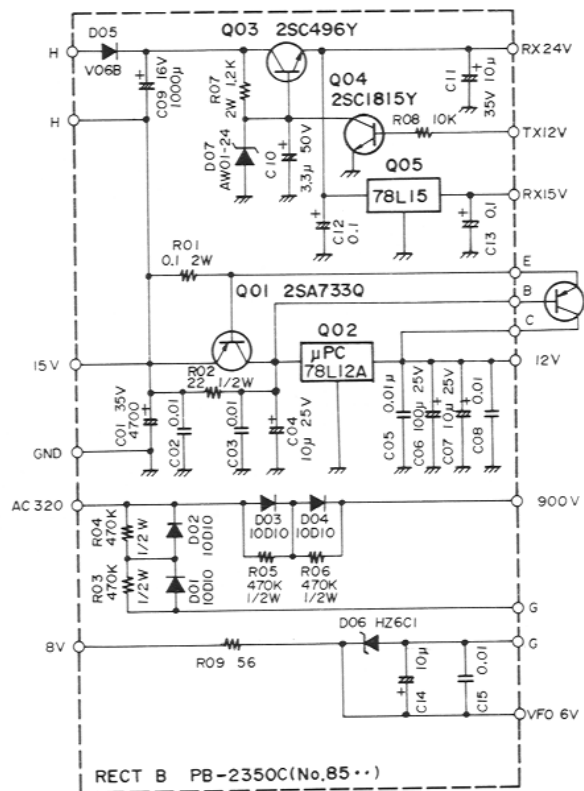 Q03 2SC496Y
D05
H
V06B
C09 16V
1000μ
R07 1.2K
2W
Q04
2SC1815Y
C11 10μ
35V
RX24V
H
D07
AW01-24
C10 50V
3.3μ
R08 10K
TX12V
Q05
78L15
RX15V
C12
0.1
C13 0.1
R01
0.1 2W
E
B
C
Q01 2SA733Q
Q02
μPC
78L12A
15V
12V
R02
22 1/2W
C01 35V
4700
C02 0.01
C03 0.01
C04
10μ 25V
C05 0.01μ
C06 100μ 25V
C07 10μ 25V
C08 0.01
GND
AC 320
900V
R04
470K
1/2W
D02
10D10
D03
10D10
D04
10D10
R03
470K
1/2W
D01
10D10
R05
470K
1/2W
R06
470K
1/2W
G
D06 HZ6C1
8V
G
R09 56
10μ
C14
0.01
C15
VFO 6V
RECT B PB-2350C(No,85··)